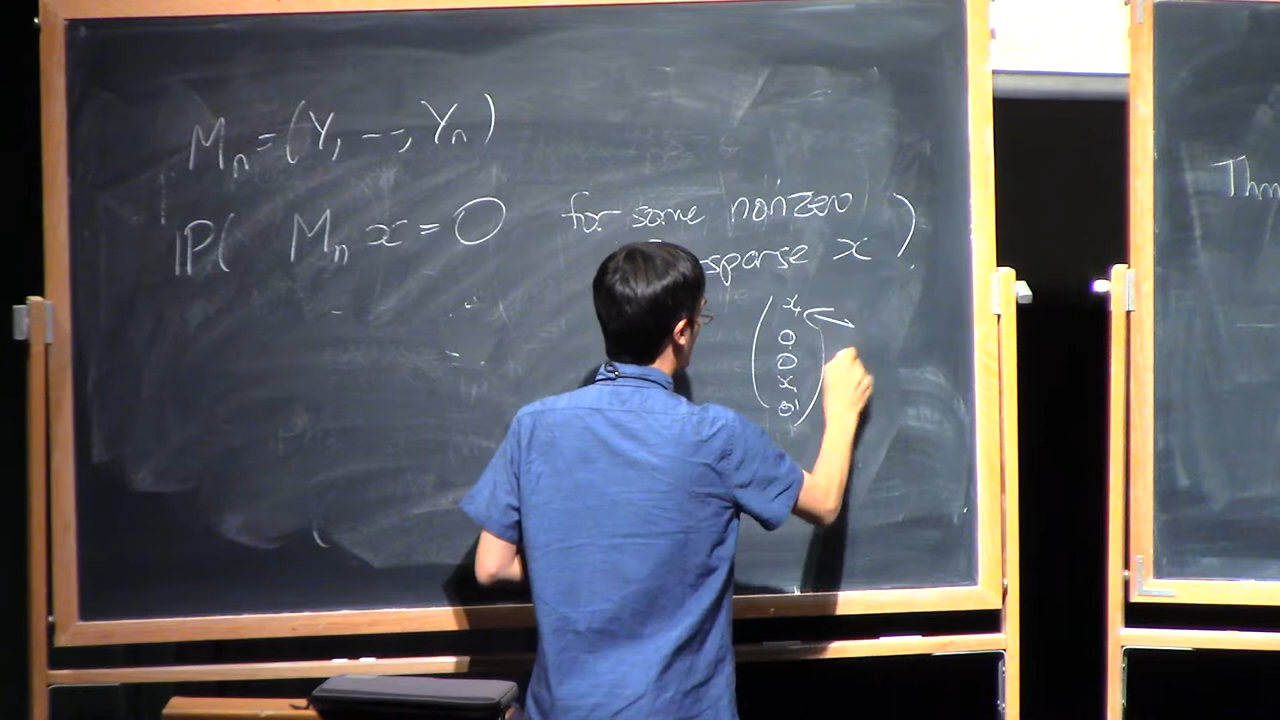 M_n = (Y_1, --, Y_n)
IP( M_n x = 0 for some nonzero
sparse x ).
( x
0
0
x
0 )
Thm